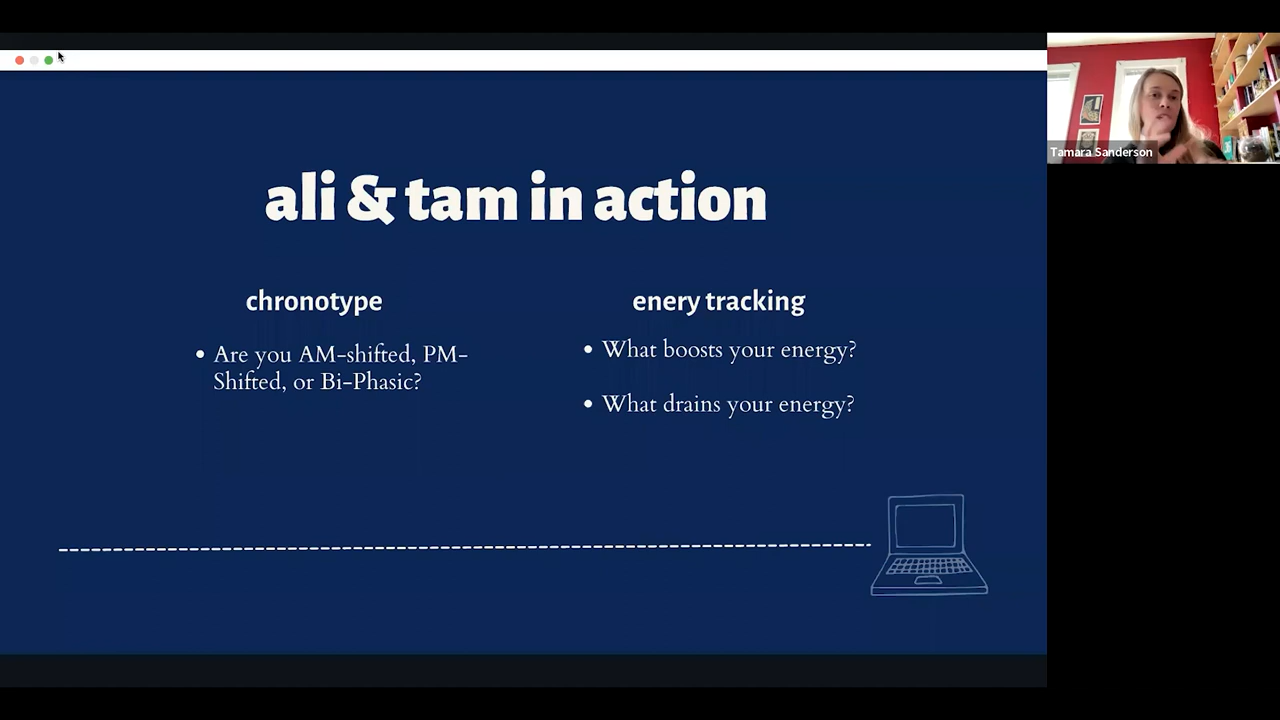 ali & tam in action
chronotype
• Are you AM-shifted, PM-
Shifted, or Bi-Phasic?
enery tracking
• What boosts your energy?
• What drains your energy?
Tamara Sanderson